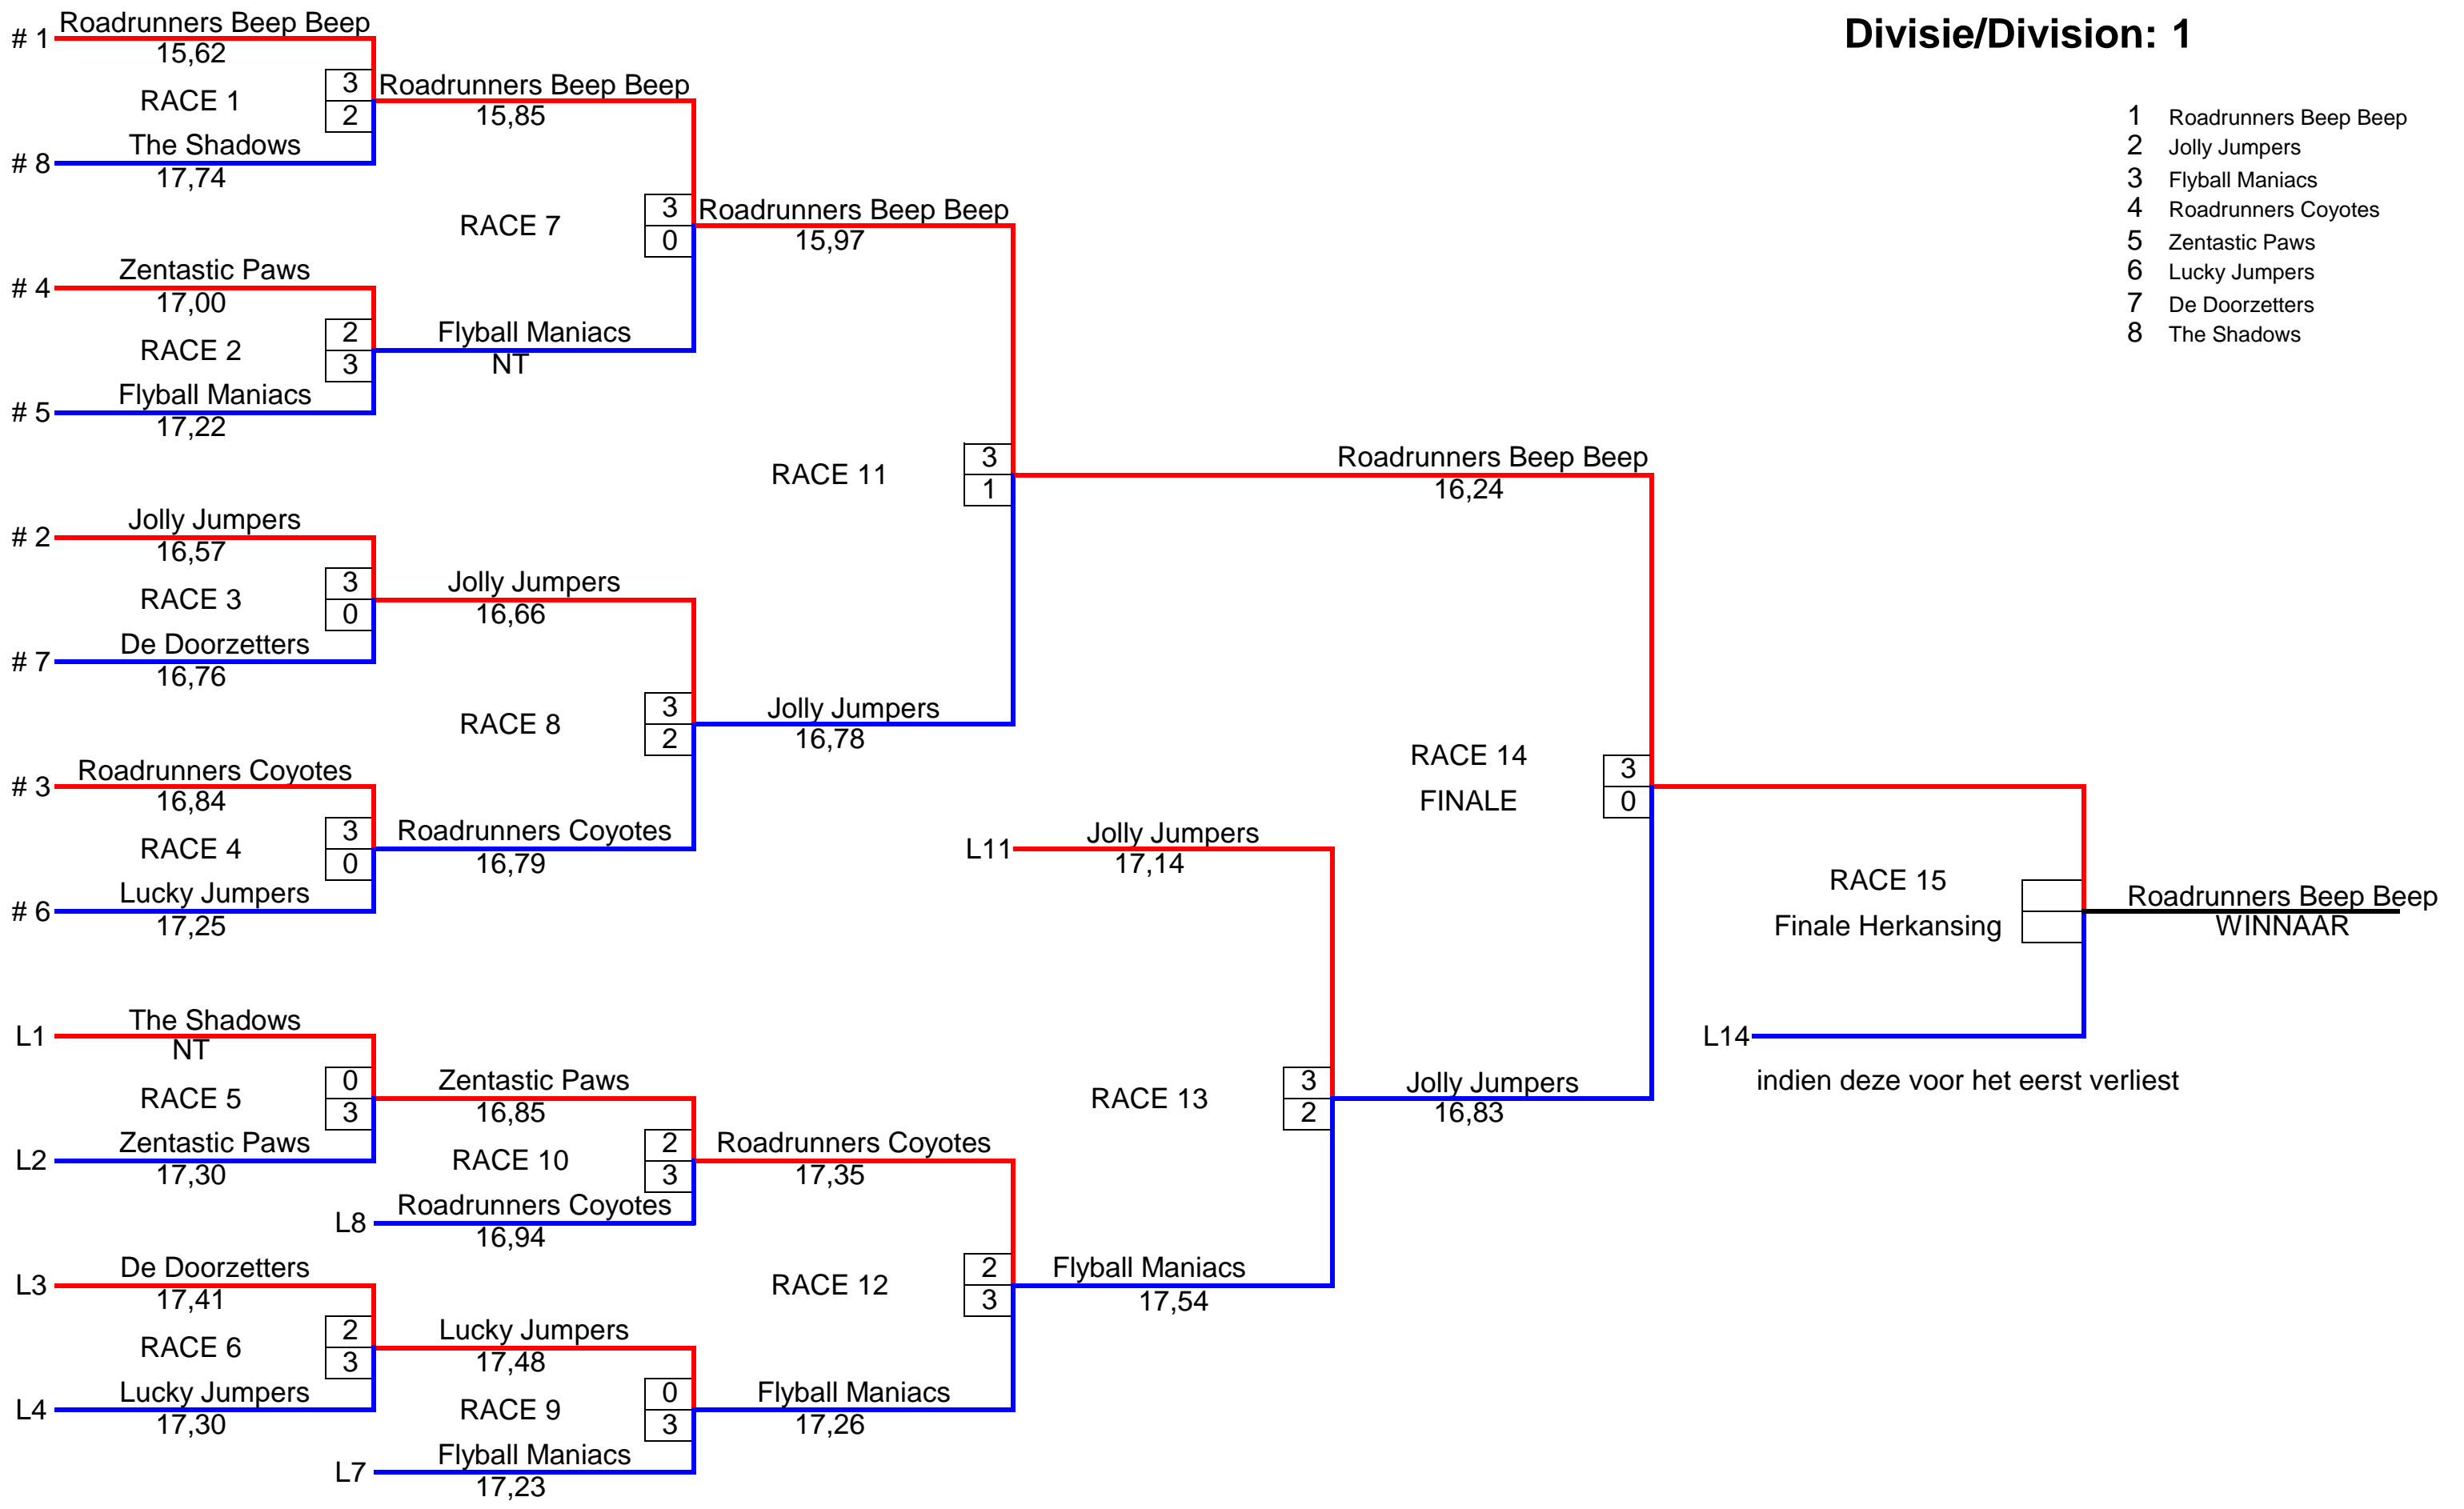 Divisie/Division: 1
1 Roadrunners Beep Beep
2 Jolly Jumpers
3 Flyball Maniacs
4 Roadrunners Coyotes
5 Zentastic Paws
6 Lucky Jumpers
7 De Doorzetters
8 The Shadows
# 1 Roadrunners Beep Beep
15,62
RACE 1
3
2
# 8 The Shadows
17,74
# 4 Zentastic Paws
17,00
RACE 2
2
3
# 5 Flyball Maniacs
17,22
# 2 Jolly Jumpers
16,57
RACE 3
3
0
# 7 De Doorzetters
16,76
# 3 Roadrunners Coyotes
16,84
RACE 4
3
0
# 6 Lucky Jumpers
17,25
L1 The Shadows
NT
RACE 5
0
3
L2 Zentastic Paws
17,30
L3 De Doorzetters
17,41
RACE 6
2
3
L4 Lucky Jumpers
17,30
Roadrunners Beep Beep
15,85
RACE 7
3
0
Flyball Maniacs
NT
Jolly Jumpers
16,66
RACE 8
3
2
Roadrunners Coyotes
16,79
Zentastic Paws
16,85
RACE 10
2
3
L8 Roadrunners Coyotes
16,94
Lucky Jumpers
17,48
RACE 9
0
3
L7 Flyball Maniacs
17,23
Roadrunners Beep Beep
15,97
RACE 11
3
1
Jolly Jumpers
16,78
Roadrunners Coyotes
17,35
RACE 12
2
3
Flyball Maniacs
17,26
L11 Jolly Jumpers
17,14
RACE 13
3
2
Flyball Maniacs
17,54
Roadrunners Beep Beep
16,24
RACE 14
FINALE
3
0
Jolly Jumpers
16,83
RACE 15
Finale Herkansing
L14
indien deze voor het eerst verliest
Roadrunners Beep Beep
WINNAAR